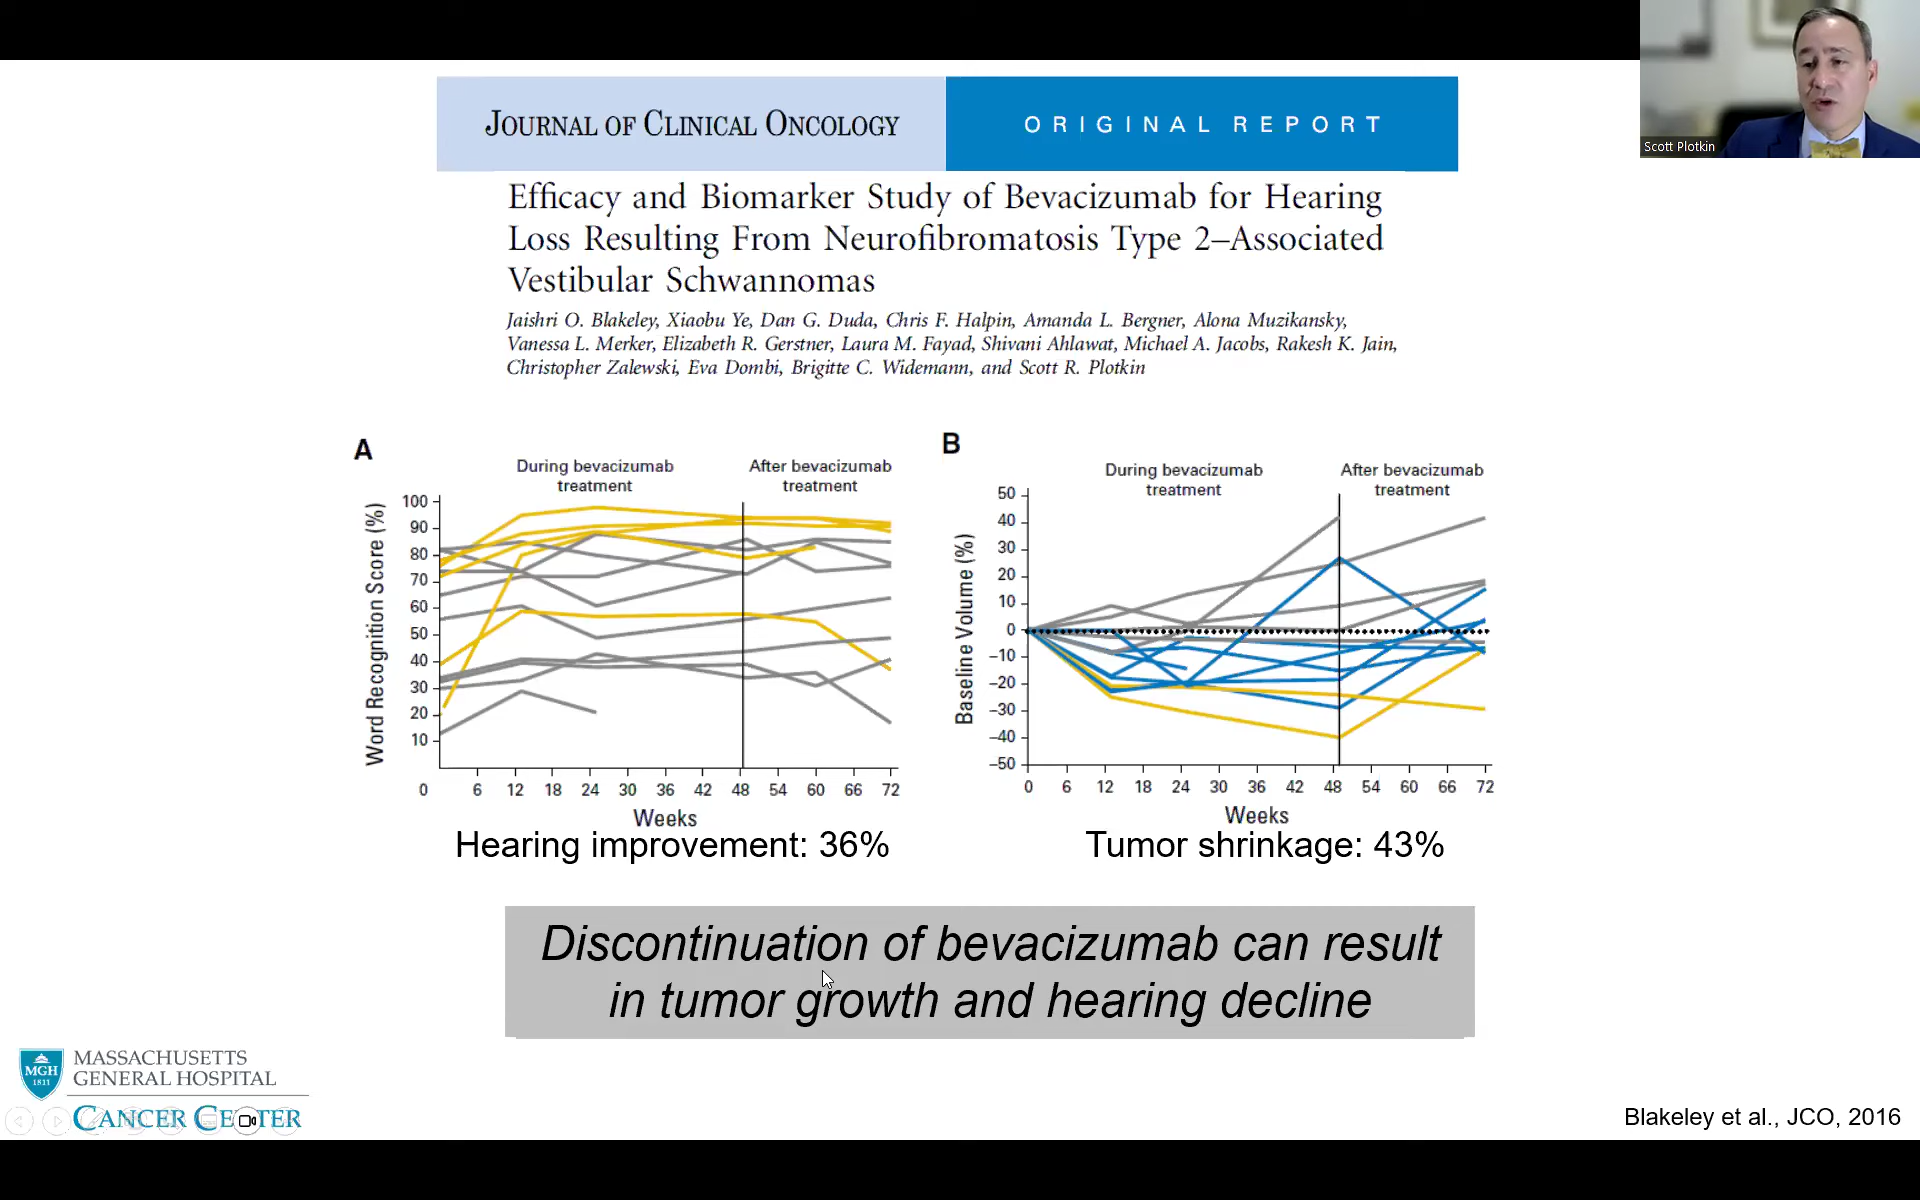 Scott Plotkin
JOURNAL OF CLINICAL ONCOLOGY
ORIGINAL REPORT
Efficacy and Biomarker Study of Bevacizumab for Hearing
Loss Resulting From Neurofibromatosis Type 2–Associated
Vestibular Schwannomas
Jaishri O. Blakeley, Xiaobu Ye, Dan G. Duda, Chris F. Halpin, Amanda L. Bergner, Alona Muzikansky,
Vanessa L. Merker, Elizabeth R. Gerstner, Laura M. Fayad, Shivani Ahlawat, Michael A. Jacobs, Rakesh K. Jain,
Christopher Zalewski, Eva Dombi, Brigitte C. Widemann, and Scott R. Plotkin
A
During bevacizumab
treatment
After bevacizumab
treatment
Word Recognition Score (%)
100
90
80
70
60
50
40
30
20
10
0 6 12 18 24 30 36 42 48 54 60 66 72
Weeks
Hearing improvement: 36%
B
During bevacizumab
treatment
After bevacizumab
treatment
Baseline Volume (%)
50
40
30
20
10
0
–10
–20
–30
–40
–50
0 6 12 18 24 30 36 42 48 54 60 66 72
Weeks
Tumor shrinkage: 43%
Discontinuation of bevacizumab can result
in tumor growth and hearing decline
MGH
1811
MASSACHUSETTS
GENERAL HOSPITAL
CANCER CENTER
Blakeley et al., JCO, 2016